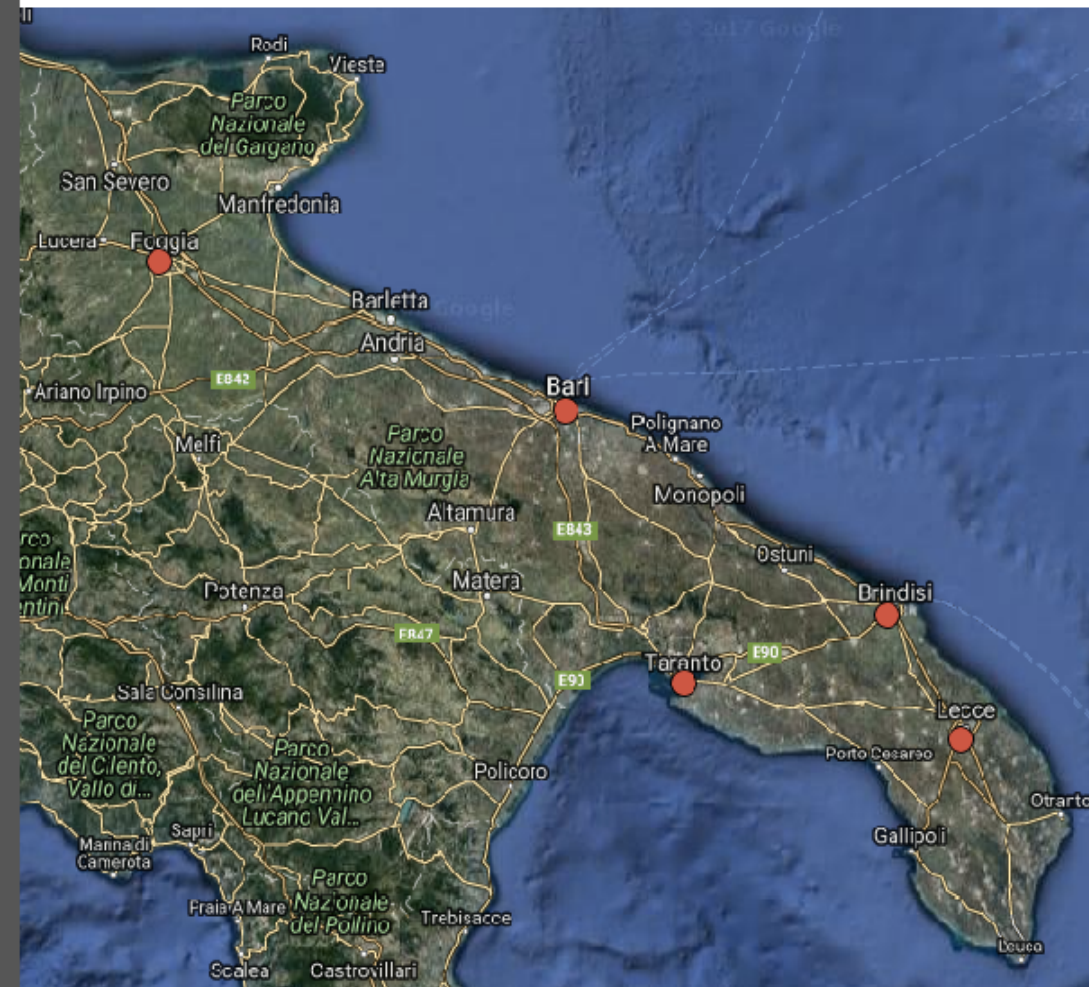 © 2017 Google
Rodi
Vieste
Parco
Nazionale
del Gargano
San Severo
Manfredonia
Lucera
Foggia
Barletta
Google
Andria
E842
Ariano Irpino
Bari
Polignano
A Mare
Melfi
Parco
Nazionale
Alta Murgia
Monopoli
Altamura
E843
Ostuni
Matera
Potenza
Brindisi
E847
Taranto
E90
E90
Sala Consilina
Lecce
Parco
Nazionale
del Cilento,
Vallo di...
Parco
Nazionale
dell'Appennino
Lucano Val...
Porto Cesareo
Policoro
Otranto
Sapri
Marina di
Camerota
Gallipoli
Parco
Nazionale
del Pollino
Praia A Mare
Trebisacce
Leuca
Scalea
Castrovillari